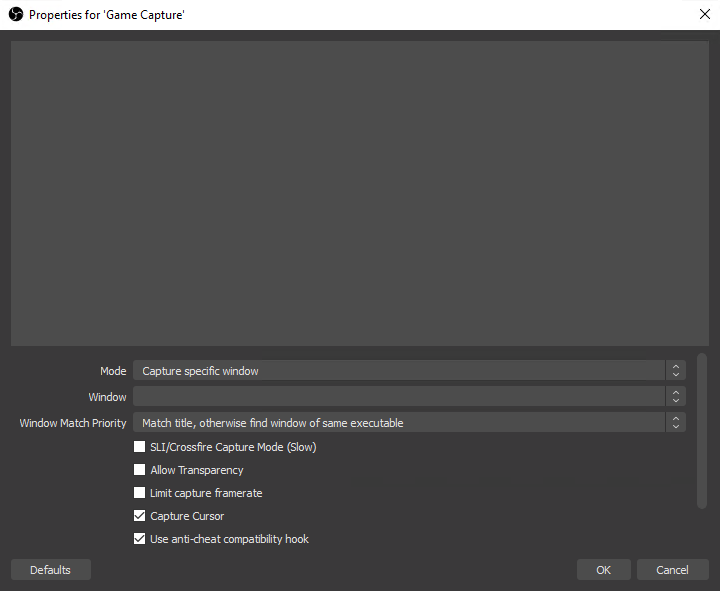 Properties for 'Game Capture'
Mode Capture specific window
Window
Window Match Priority Match title, otherwise find window of same executable
SLI/Crossfire Capture Mode (Slow)
Allow Transparency
Limit capture framerate
Capture Cursor
Use anti-cheat compatibility hook
Defaults OK Cancel